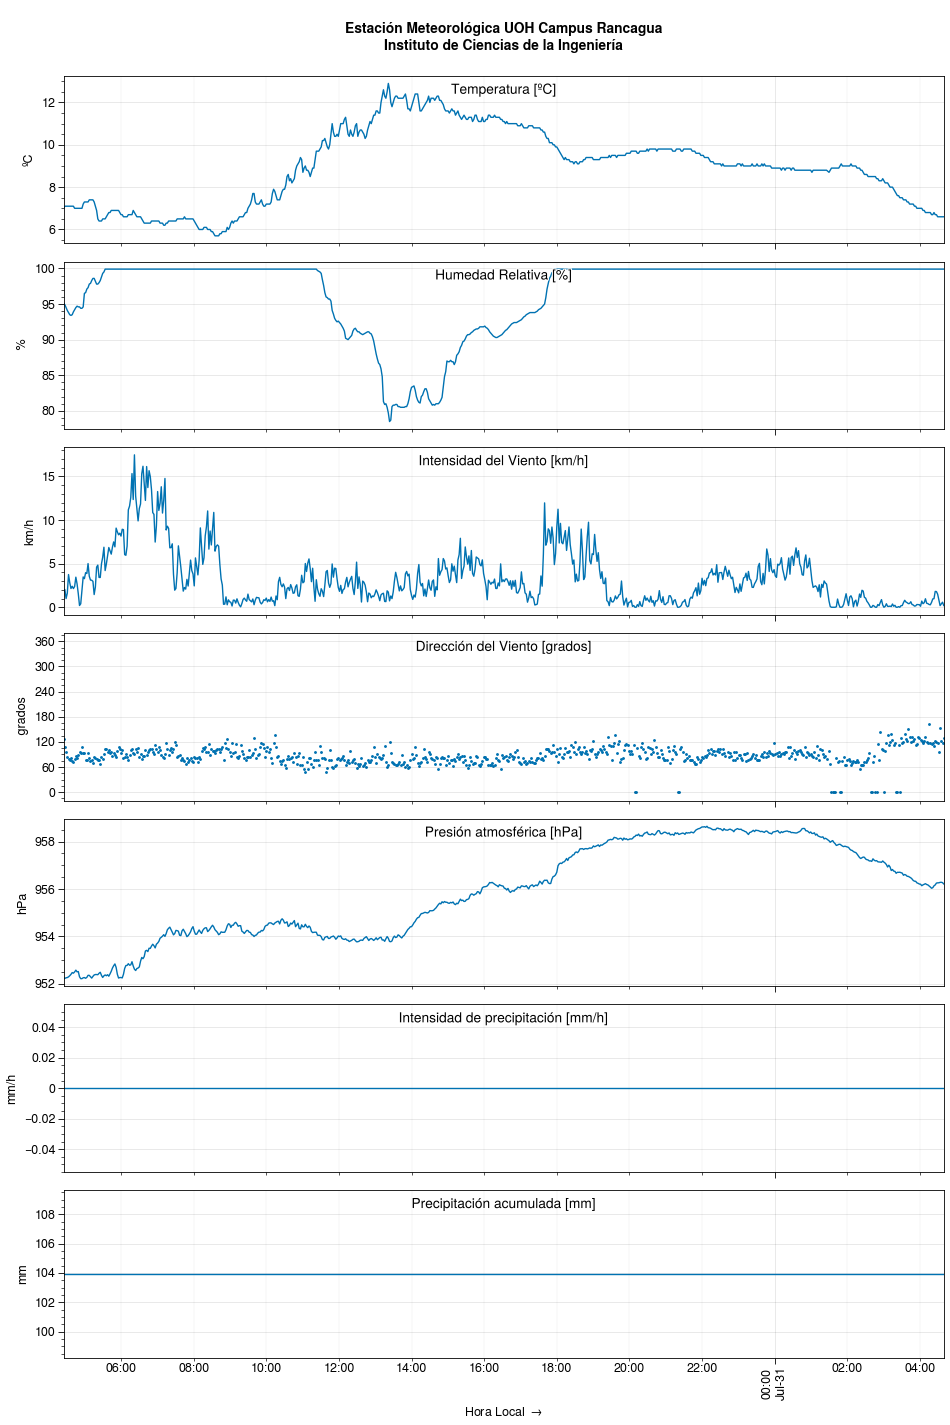 Estación Meteorológica UOH Campus Rancagua
Instituto de Ciencias de la Ingeniería
Temperatura [ºC]
ºC
12
10
8
6
Humedad Relativa [%]
%
100
95
90
85
80
Intensidad del Viento [km/h]
km/h
15
10
5
0
Dirección del Viento [grados]
grados
360
300
240
180
120
60
0
Presión atmosférica [hPa]
hPa
958
956
954
952
Intensidad de precipitación [mm/h]
mm/h
0.04
0.02
0
−0.02
−0.04
Precipitación acumulada [mm]
mm
108
106
104
102
100
06:00 08:00 10:00 12:00 14:00 16:00 18:00 20:00 22:00 00:00 02:00 04:00
Jul-31
Hora Local →